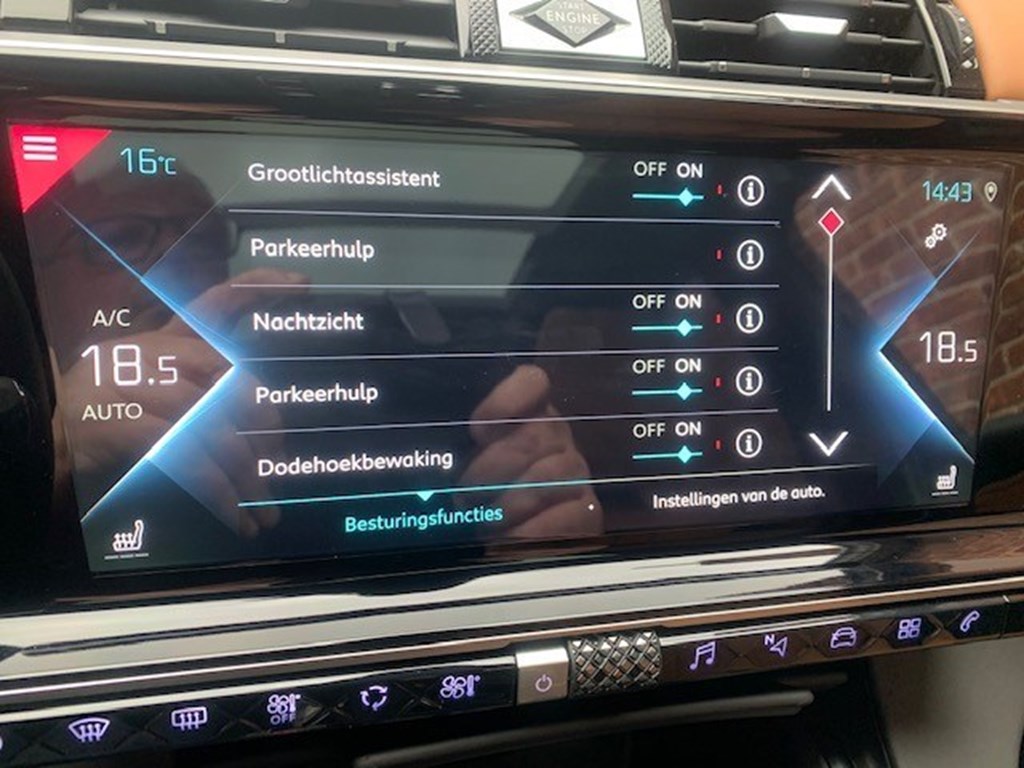 START
ENGINE
STOP
16°C
14:43
Grootlichtassistent OFF ON
Parkeerhulp
Nachtzicht OFF ON
Parkeerhulp OFF ON
Dodehoekbewaking OFF ON
A/C
18.5
AUTO
18.5
Besturingsfuncties
Instellingen van de auto.
N
OFF